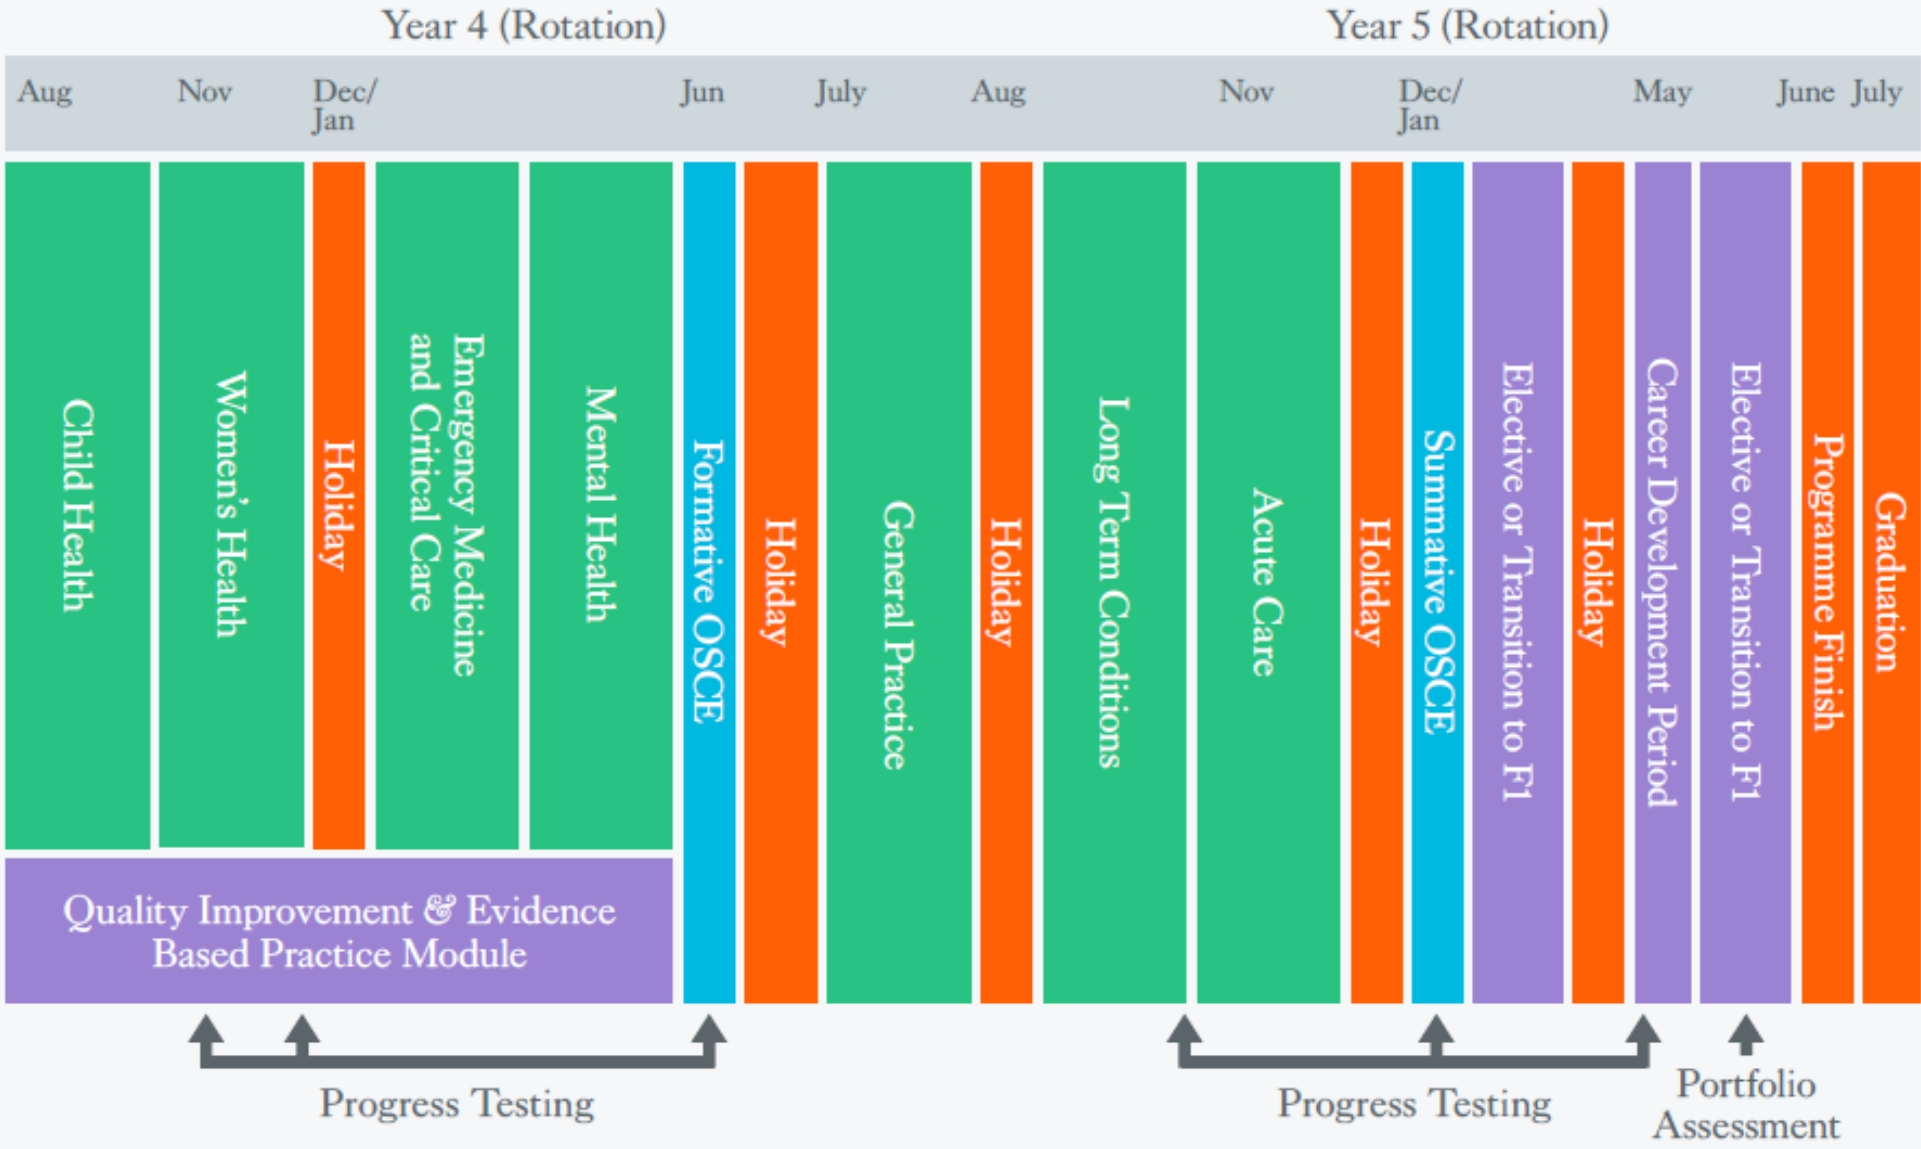 Year 4 (Rotation)
Year 5 (Rotation)
Aug
Nov
Dec/
Jan
Jun
July
Aug
Nov
Dec/
Jan
May
June
July
Child Health
Women's Health
Holiday
Emergency Medicine
and Critical Care
Mental Health
Formative OSCE
Holiday
General Practice
Holiday
Long Term Conditions
Acute Care
Holiday
Summative OSCE
Elective or Transition to F1
Holiday
Career Development Period
Elective or Transition to F1
Programme Finish
Graduation
Quality Improvement & Evidence
Based Practice Module
Progress Testing
Progress Testing
Portfolio
Assessment